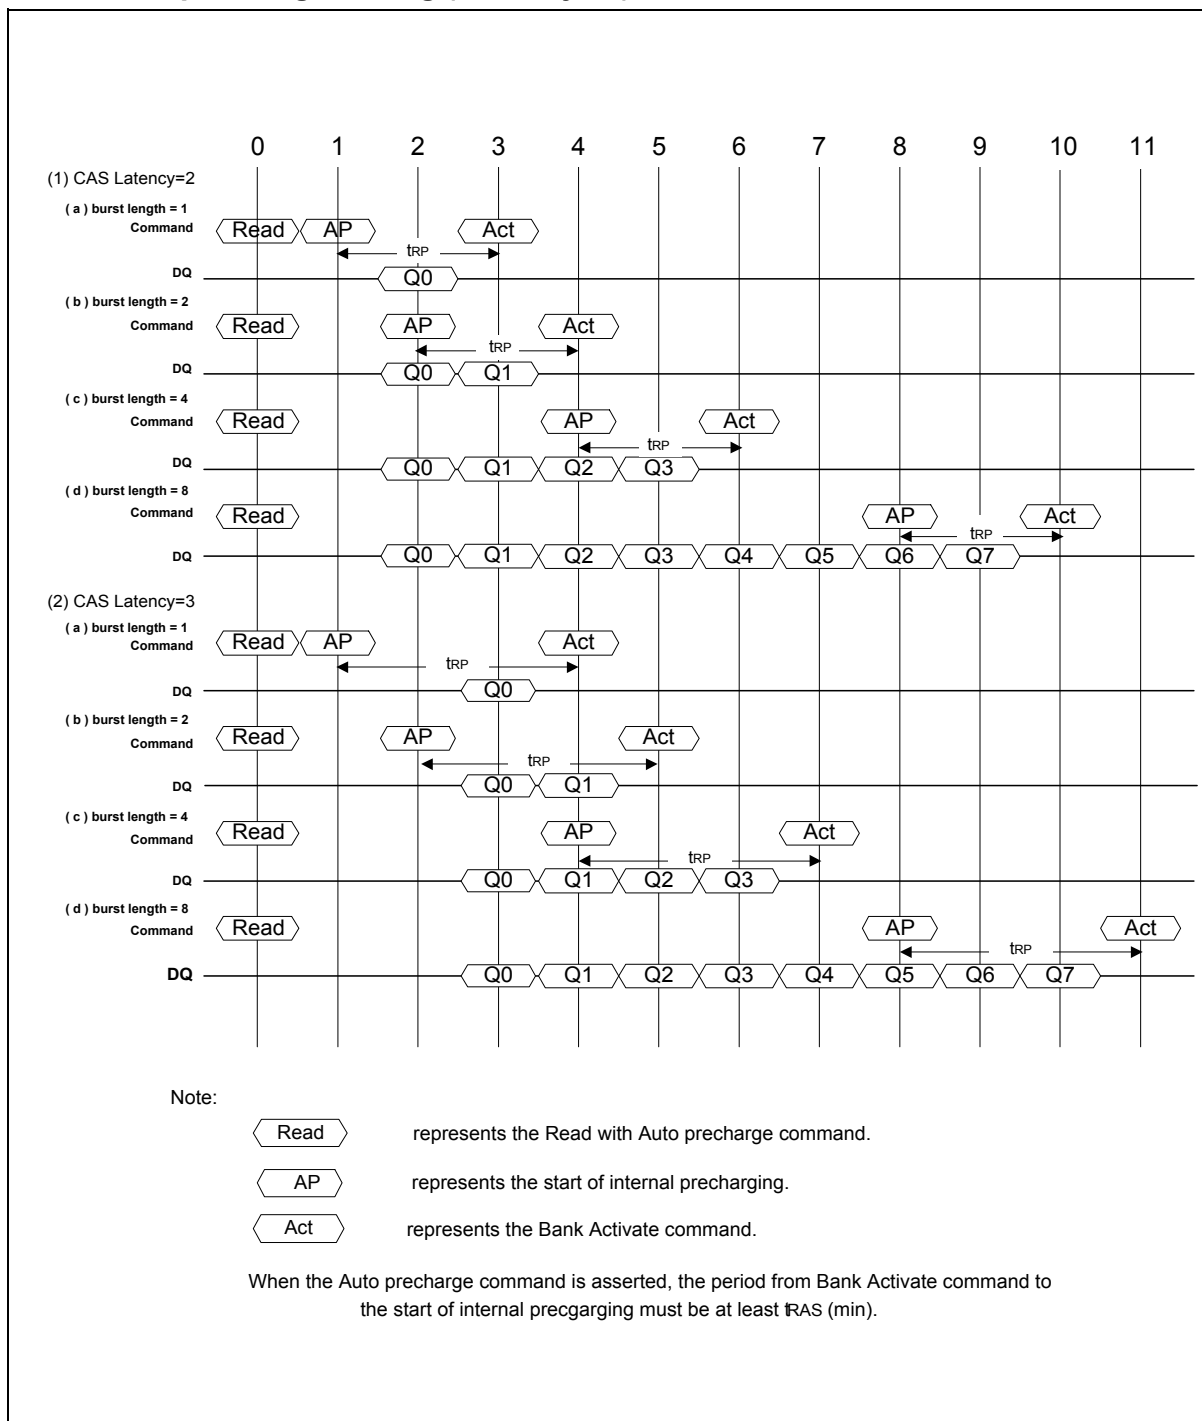 0 1 2 3 4 5 6 7 8 9 10 11
(1) CAS Latency=2
( a ) burst length = 1
Command Read AP Act
tRP
DQ Q0
( b ) burst length = 2
Command Read AP Act
tRP
DQ Q0 Q1
( c ) burst length = 4
Command Read AP Act
tRP
DQ Q0 Q1 Q2 Q3
( d ) burst length = 8
Command Read AP Act
tRP
DQ Q0 Q1 Q2 Q3 Q4 Q5 Q6 Q7
(2) CAS Latency=3
( a ) burst length = 1
Command Read AP Act
tRP
DQ Q0
( b ) burst length = 2
Command Read AP Act
tRP
DQ Q0 Q1
( c ) burst length = 4
Command Read AP Act
tRP
DQ Q0 Q1 Q2 Q3
( d ) burst length = 8
Command Read AP Act
tRP
DQ Q0 Q1 Q2 Q3 Q4 Q5 Q6 Q7
Note:
Read represents the Read with Auto precharge command.
AP represents the start of internal precharging.
Act represents the Bank Activate command.
When the Auto precharge command is asserted, the period from Bank Activate command to
the start of internal precgarging must be at least tRAS (min).